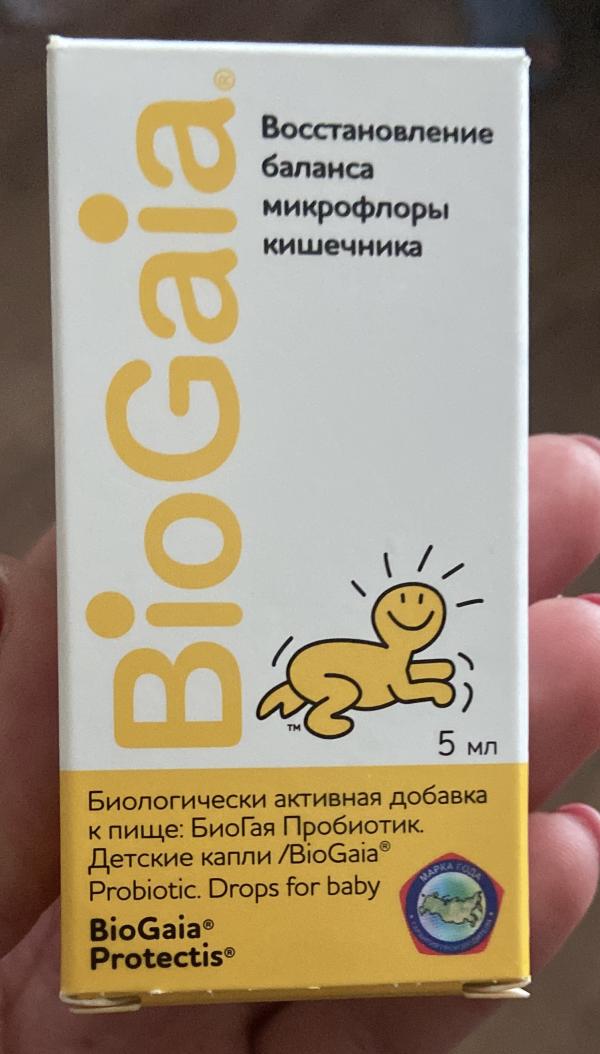 BioGaia®
Восстановление
баланса
микрофлоры
кишечника
TM
5 мл
Биологически активная добавка
к пище: БиоГая Пробиотик.
Детские капли /BioGaia®
Probiotic. Drops for baby
BioGaia®
Protectis®
МАРКА ГОДА